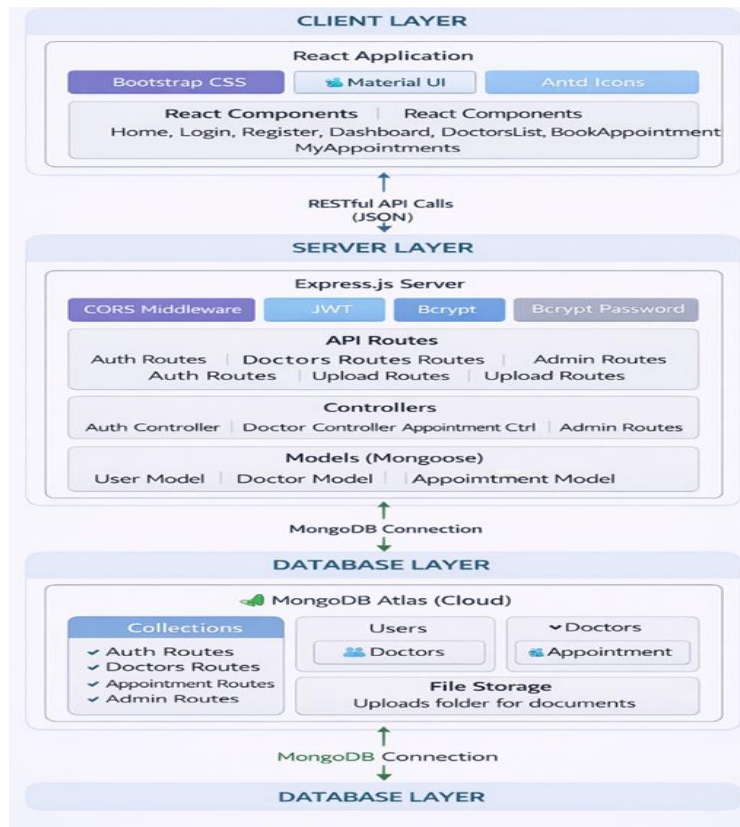 CLIENT LAYER
React Application
Bootstrap CSS Material UI Antd Icons
React Components | React Components
Home, Login, Register, Dashboard, DoctorsList, BookAppointment
MyAppointments
RESTful API Calls
(JSON)
SERVER LAYER
Express.js Server
CORS Middleware JWT Bcrypt Bcrypt Password
API Routes
Auth Routes | Doctors Routes Routes | Admin Routes
Auth Routes | Upload Routes | Upload Routes
Controllers
Auth Controller | Doctor Controller Appointment Ctrl | Admin Routes
Models (Mongoose)
User Model | Doctor Model | | Appoimtment Model
MongoDB Connection
DATABASE LAYER
MongoDB Atlas (Cloud)
Collections
✓ Auth Routes
✓ Doctors Routes
✓ Appointment Routes
✓ Admin Routes
Users
Doctors
Doctors
Appointment
File Storage
Uploads folder for documents
MongoDB Connection
DATABASE LAYER